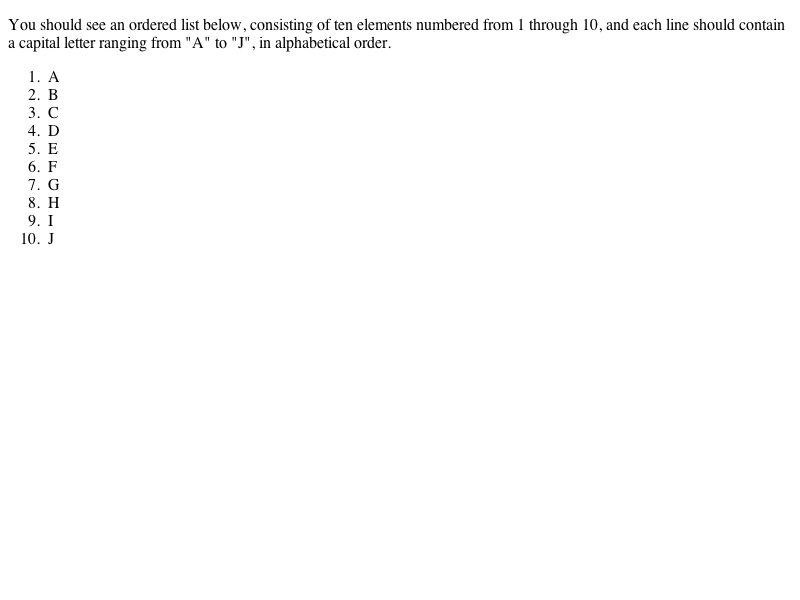 You should see an ordered list below, consisting of ten elements numbered from 1 through 10, and each line should contain
a capital letter ranging from "A" to "J", in alphabetical order.
1. A
2. B
3. C
4. D
5. E
6. F
7. G
8. H
9. I
10. J